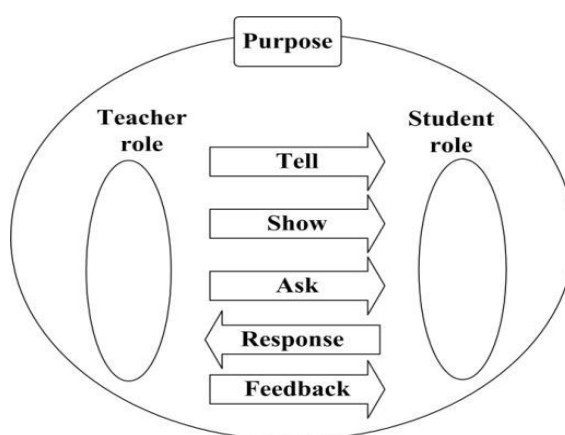 Purpose
Teacher
role
Student
role
Tell
Show
Ask
Response
Feedback